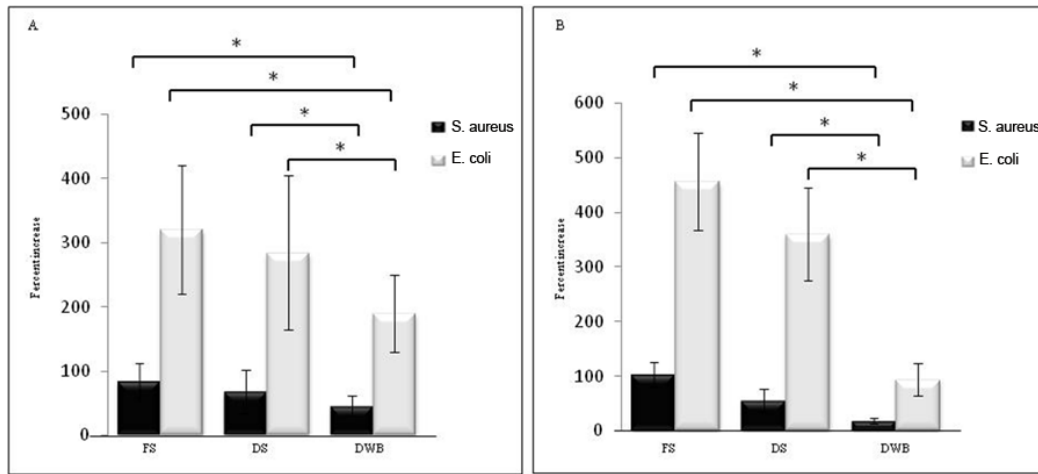 A
*
*
*
*
500
400
300
200
100
0
Percent increase
FS
DS
DWB
S. aureus
E. coli
B
*
*
*
*
600
500
400
300
200
100
0
Percent increase
FS
DS
DWB
S. aureus
E. coli